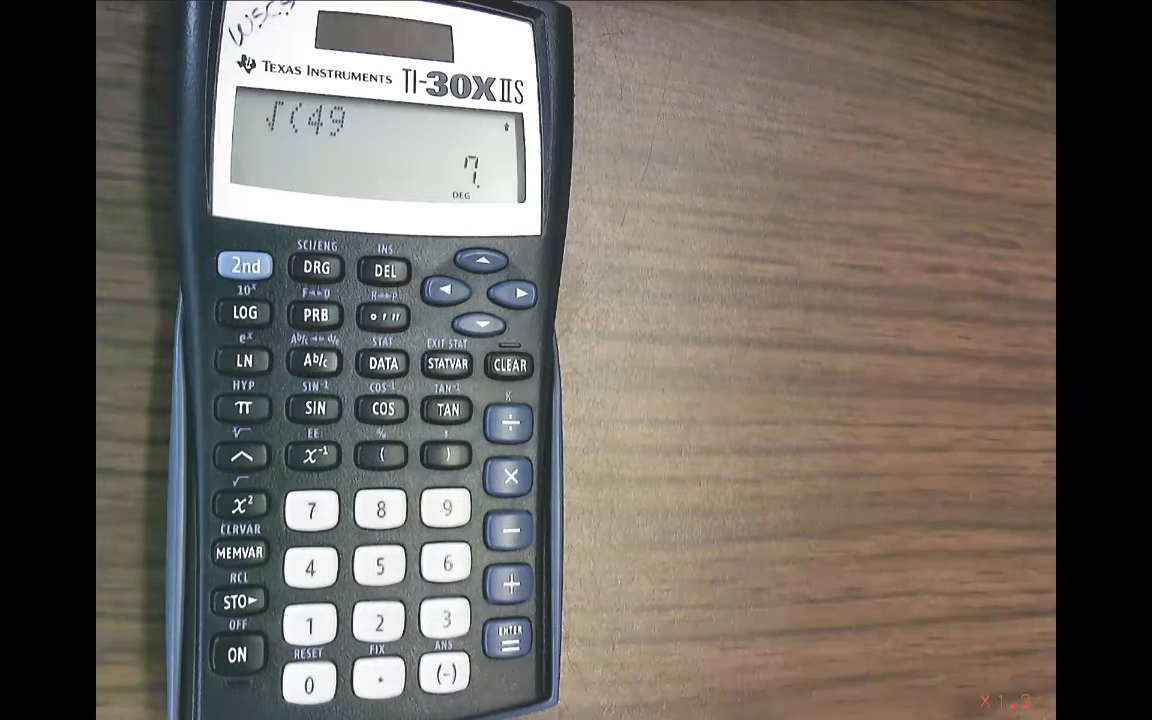 WSCS
TEXAS INSTRUMENTS TI-30X IIS
√(49
7.
DEG
SCI/ENG INS
2nd DRG DEL
10ˣ F◄►D R◄►P
LOG PRB ° ' "
eˣ Ab/c ◄► d/e STAT EXIT STAT
LN Ab/c DATA STATVAR CLEAR
HYP SIN⁻¹ COS⁻¹ TAN⁻¹ K
π SIN COS TAN ÷
ˣ√ EE % ,
^ x⁻¹ ( ) ×
√
x² 7 8 9 −
CLRVAR
MEMVAR 4 5 6 +
RCL
STO► 1 2 3 ENTER =
OFF RESET FIX ANS
ON 0 . (-)